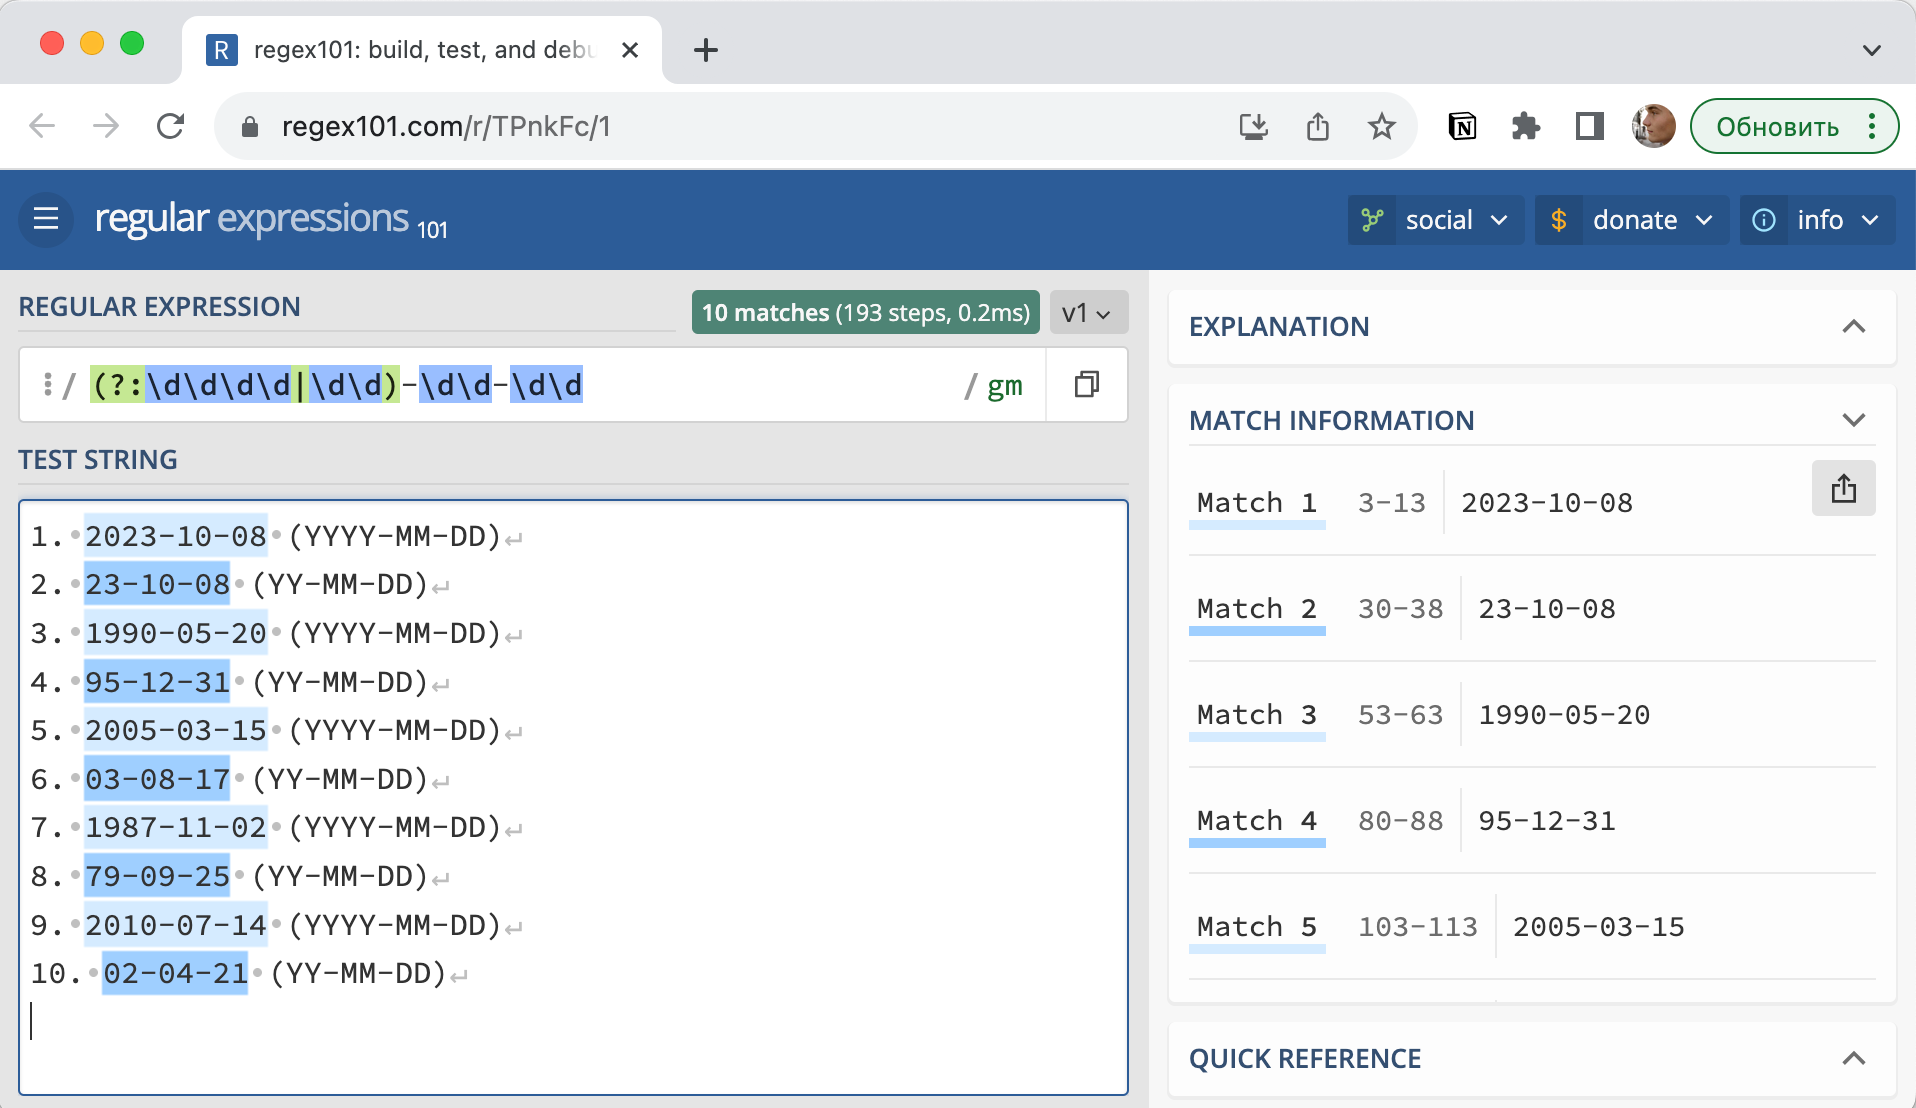 R regex101: build, test, and debu
regex101.com/r/TPnkFc/1
Обновить
regular expressions 101
social
$ donate
info
REGULAR EXPRESSION
10 matches (193 steps, 0.2ms)
v1
/ (?:\d\d\d\d|\d\d)-\d\d-\d\d / gm
TEST STRING
1. 2023-10-08 (YYYY-MM-DD)
2. 23-10-08 (YY-MM-DD)
3. 1990-05-20 (YYYY-MM-DD)
4. 95-12-31 (YY-MM-DD)
5. 2005-03-15 (YYYY-MM-DD)
6. 03-08-17 (YY-MM-DD)
7. 1987-11-02 (YYYY-MM-DD)
8. 79-09-25 (YY-MM-DD)
9. 2010-07-14 (YYYY-MM-DD)
10. 02-04-21 (YY-MM-DD)
EXPLANATION
MATCH INFORMATION
Match 1 3-13 2023-10-08
Match 2 30-38 23-10-08
Match 3 53-63 1990-05-20
Match 4 80-88 95-12-31
Match 5 103-113 2005-03-15
QUICK REFERENCE